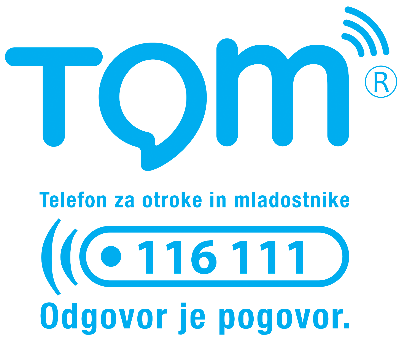 TOM®
Telefon za otroke in mladostnike
116 111
Odgovor je pogovor.